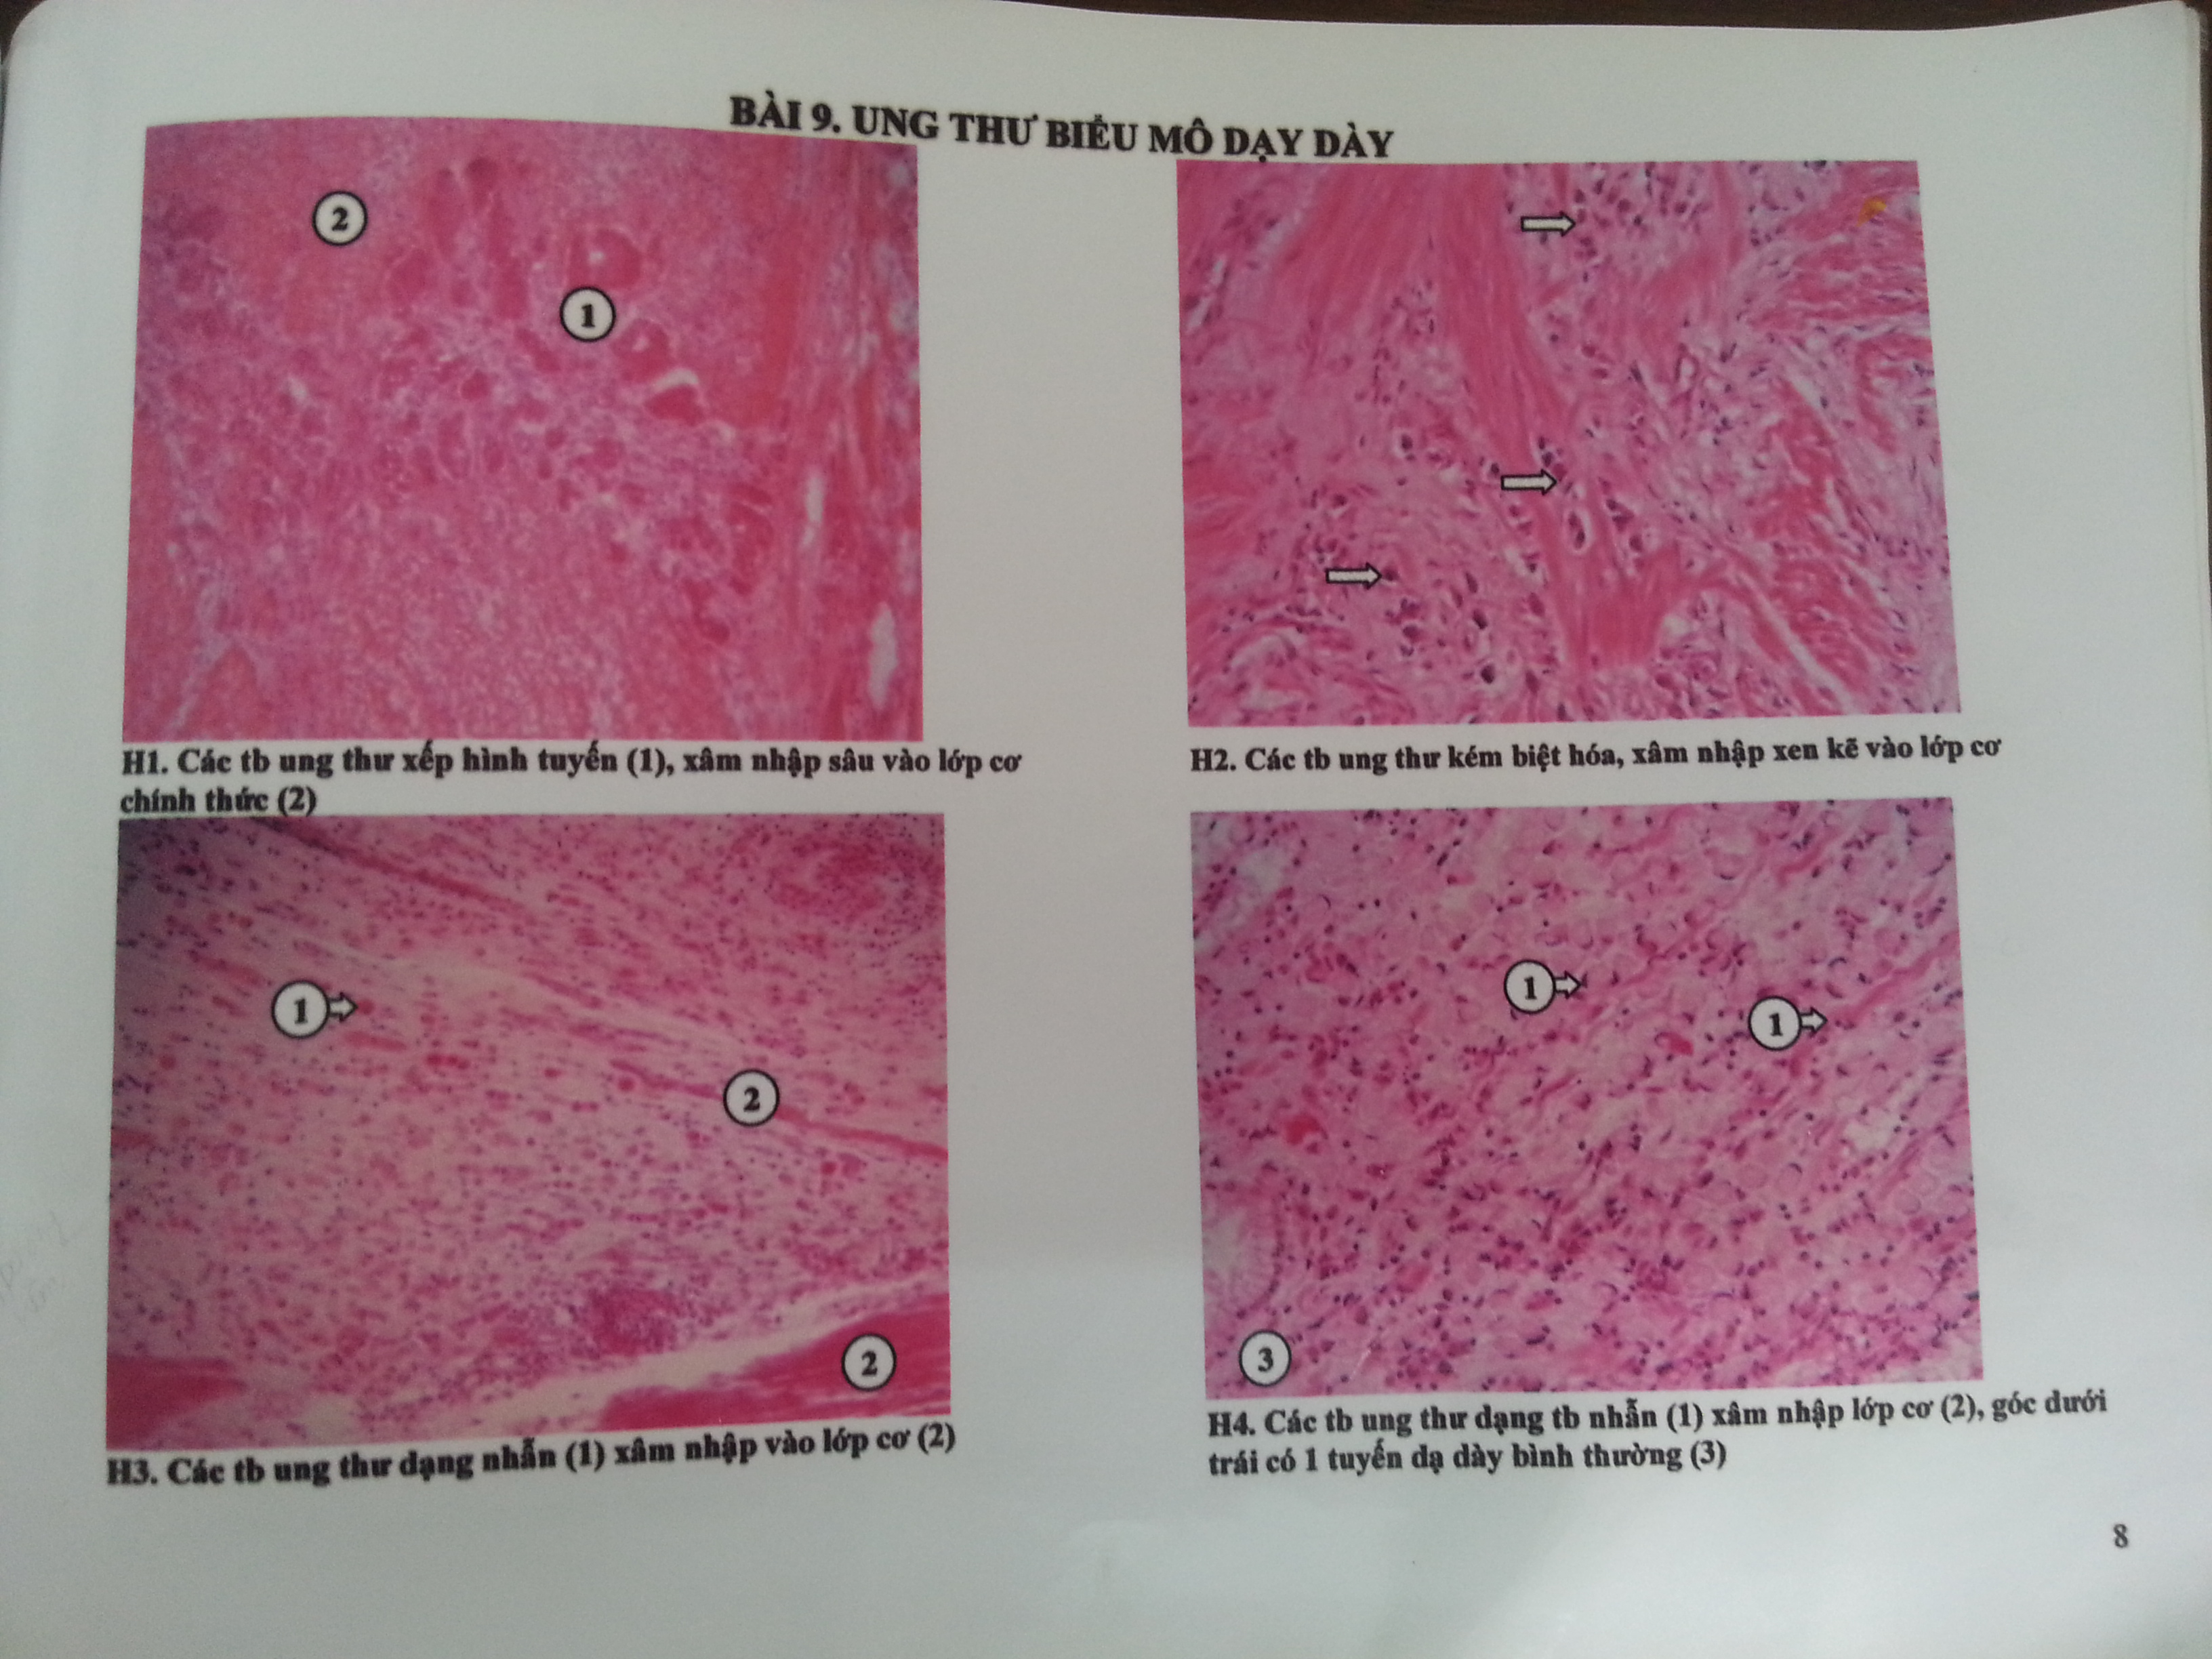 BÀI 9. UNG THƯ BIỂU MÔ DẠY DÀY
2
1
H1. Các tb ung thư xếp hình tuyến (1), xâm nhập sâu vào lớp cơ
chính thức (2)
H2. Các tb ung thư kém biệt hóa, xâm nhập xen kẽ vào lớp cơ
1
2
2
H3. Các tb ung thư dạng nhẫn (1) xâm nhập vào lớp cơ (2)
1
1
3
H4. Các tb ung thư dạng tb nhẫn (1) xâm nhập lớp cơ (2), góc dưới
trái có 1 tuyến dạ dày bình thường (3)
8